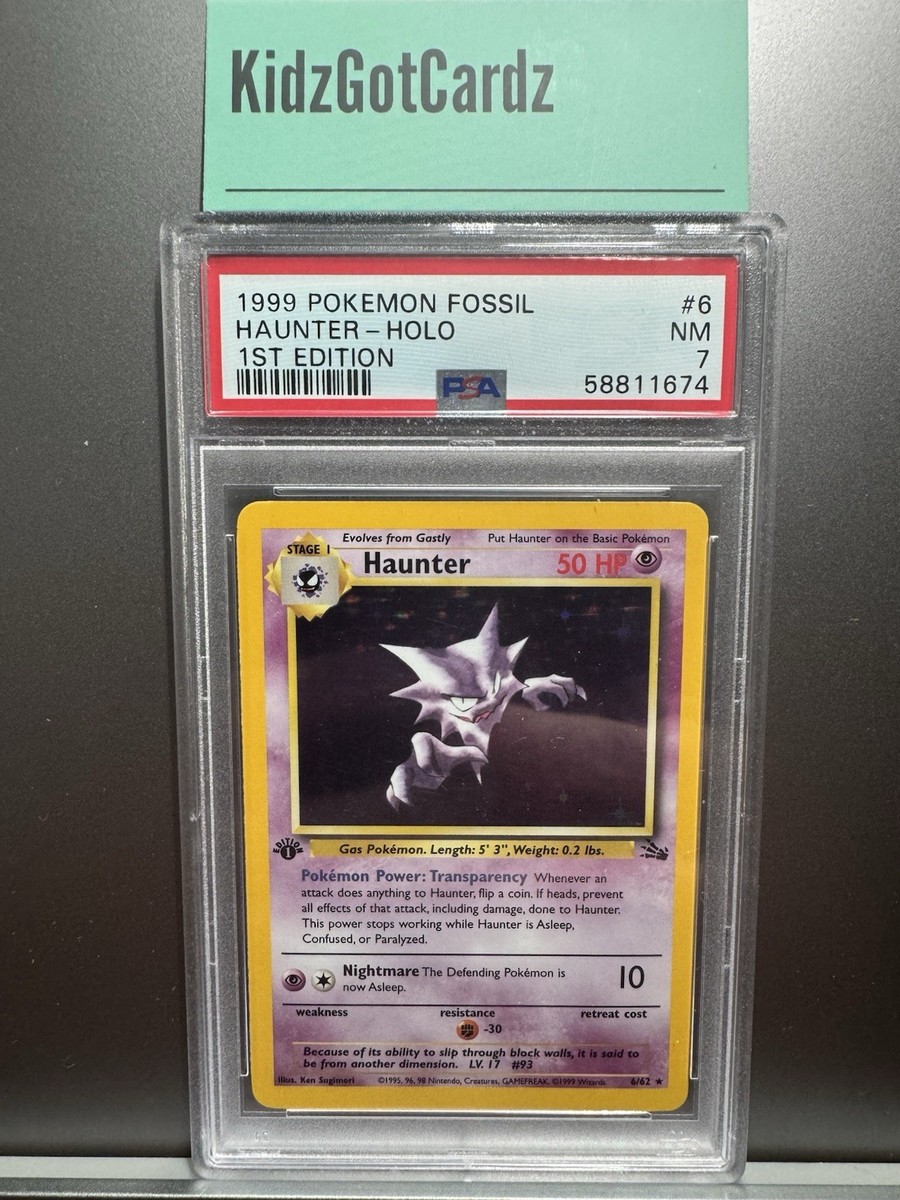 KidzGotCardz
1999 POKEMON FOSSIL #6
HAUNTER – HOLO NM
1ST EDITION 7
PSA 58811674
Evolves from Gastly Put Haunter on the Basic Pokémon
STAGE 1 Haunter 50 HP
EDITION 1
Gas Pokémon. Length: 5' 3", Weight: 0.2 lbs.
Pokémon Power: Transparency Whenever an
attack does anything to Haunter, flip a coin. If heads, prevent
all effects of that attack, including damage, done to Haunter.
This power stops working while Haunter is Asleep,
Confused, or Paralyzed.
Nightmare The Defending Pokémon is 10
now Asleep.
weakness resistance retreat cost
-30
Because of its ability to slip through block walls, it is said to
be from another dimension. LV. 17 #93
Illus. Ken Sugimori ©1995, 96, 98 Nintendo, Creatures, GAMEFREAK. ©1999 Wizards. 6/62 ★